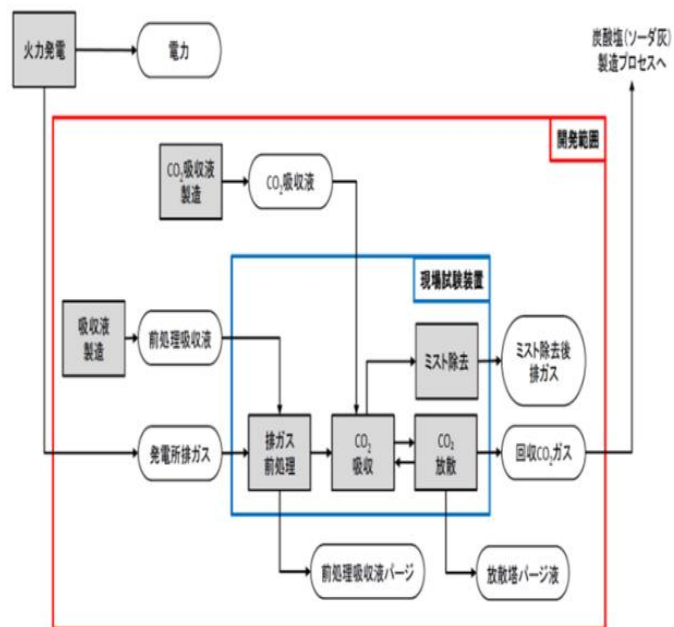 火力発電
電力
炭酸塩(ソーダ灰)
製造プロセスへ
開発範囲
CO₂吸収液
製造
CO₂吸収液
現場試験装置
吸収液
製造
前処理吸収液
ミスト除去
ミスト除去後
排ガス
発電所排ガス
排ガス
前処理
CO₂
吸収
CO₂
放散
回収CO₂ガス
前処理吸収液パージ
放散塔パージ液